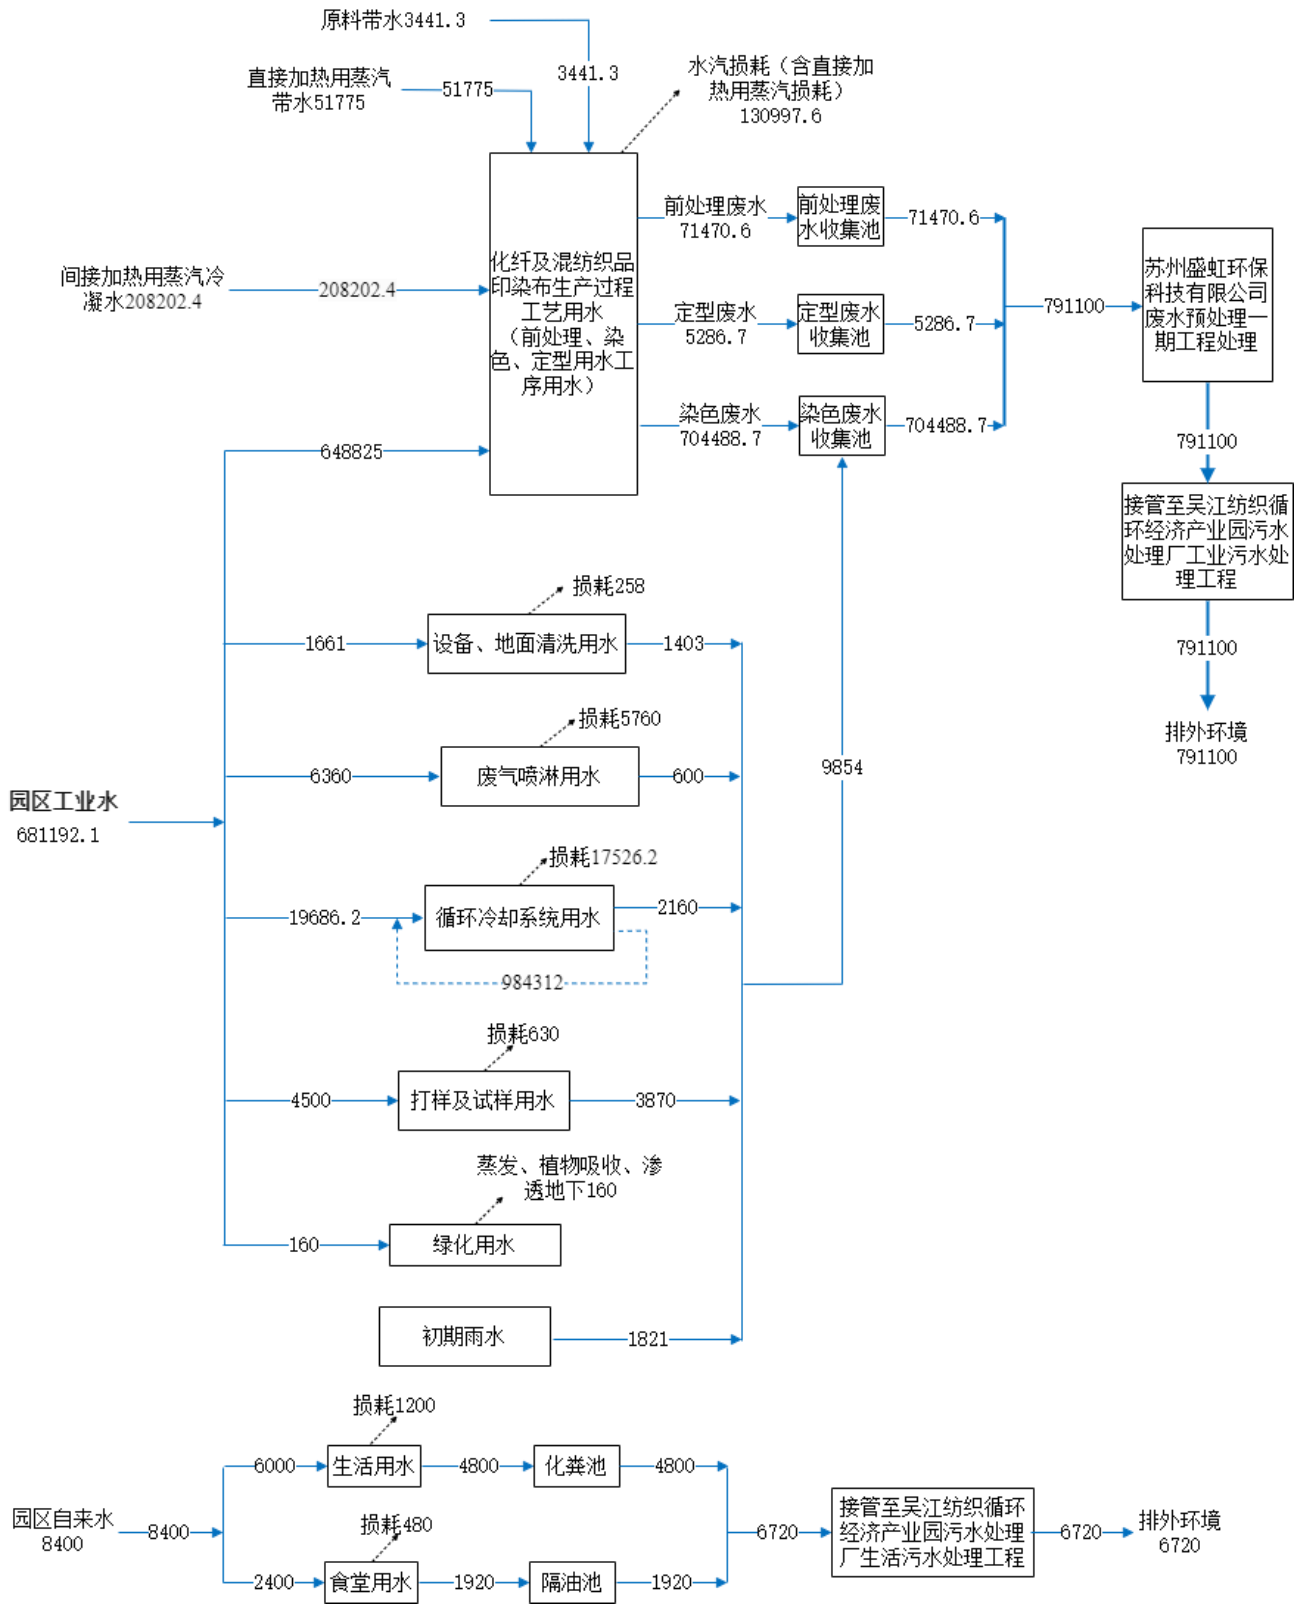 原料带水3441.3
3441.3
直接加热用蒸汽
带水51775
51775
水汽损耗（含直接加
热用蒸汽损耗）
130997.6
间接加热用蒸汽冷
凝水208202.4
208202.4
化纤及混纺织品
印染布生产过程
工艺用水
（前处理、染
色、定型用水工
序用水）
前处理废水
71470.6
前处理废
水收集池
71470.6
定型废水
5286.7
定型废水
收集池
5286.7
染色废水
704488.7
染色废水
收集池
704488.7
791100
苏州盛虹环保
科技有限公司
废水预处理一
期工程处理
791100
接管至吴江纺织循
环经济产业园污水
处理厂工业污水处
理工程
791100
排外环境
791100
648825
园区工业水
681192.1
1661
损耗258
设备、地面清洗用水
1403
6360
损耗5760
废气喷淋用水
600
9854
19686.2
损耗17526.2
循环冷却系统用水
2160
984312
4500
损耗630
打样及试样用水
3870
160
蒸发、植物吸收、渗
透地下160
绿化用水
初期雨水
1821
园区自来水
8400
8400
6000
损耗1200
生活用水
4800
化粪池
4800
2400
损耗480
食堂用水
1920
隔油池
1920
6720
接管至吴江纺织循环
经济产业园污水处理
厂生活污水处理工程
6720
排外环境
6720